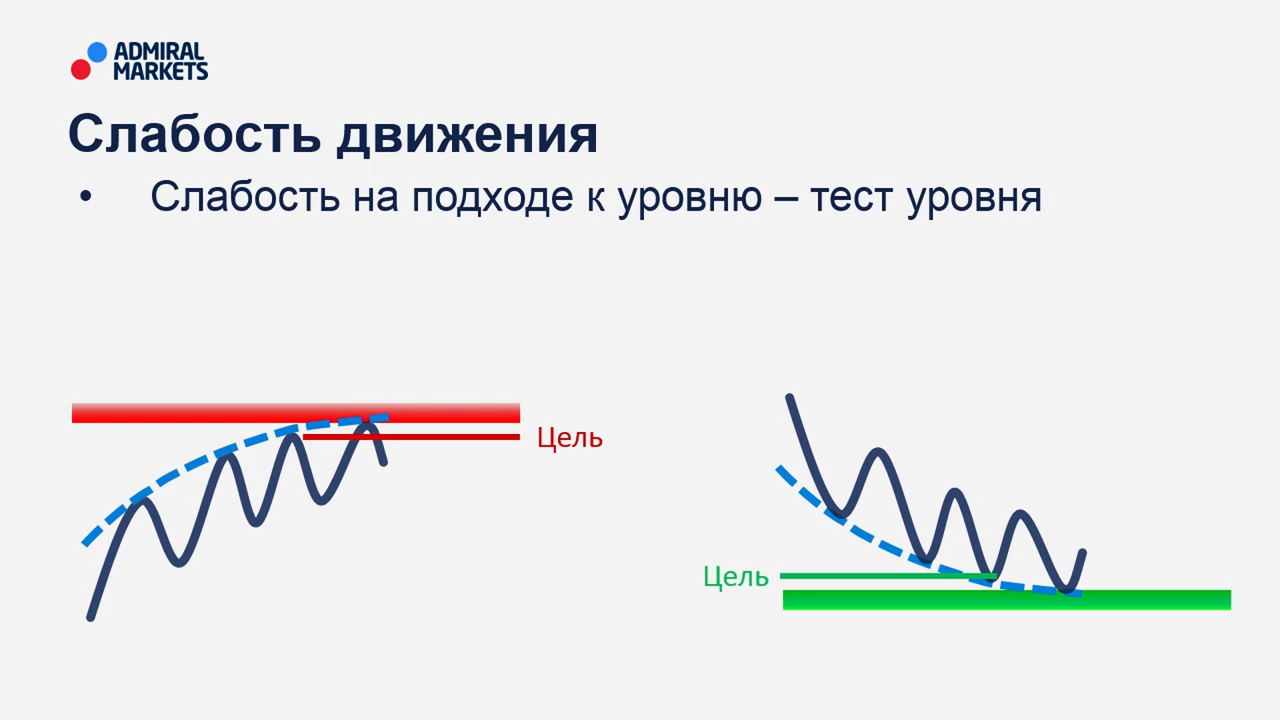 ADMIRAL
MARKETS
Слабость движения
• Слабость на подходе к уровню – тест уровня
Цель
Цель